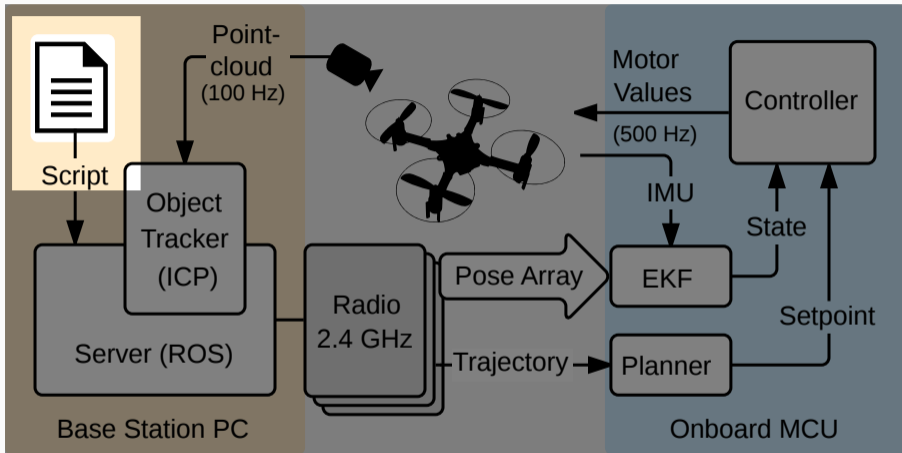 Point-
cloud
(100 Hz)
Script
Object
Tracker
(ICP)
Server (ROS)
Base Station PC
Radio
2.4 GHz
Pose Array
Trajectory
Motor
Values
(500 Hz)
IMU
Controller
State
EKF
Setpoint
Planner
Onboard MCU